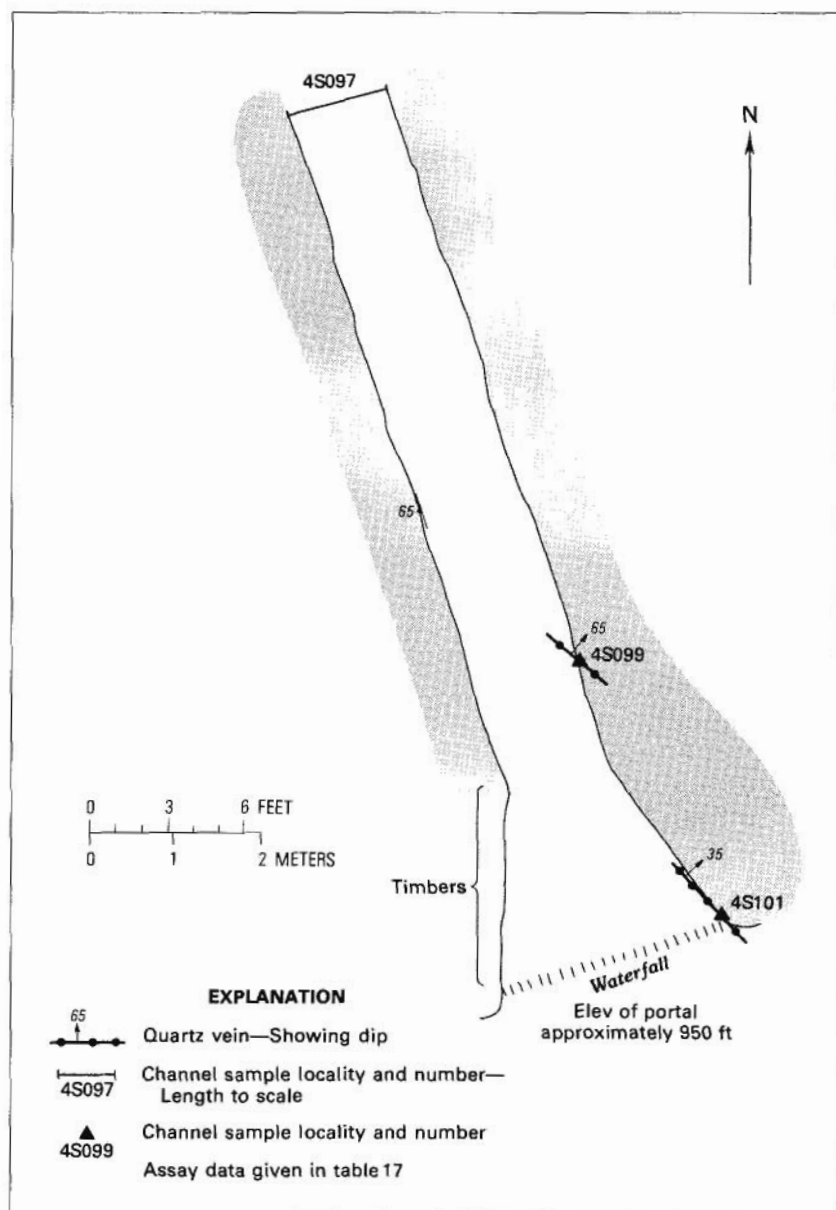 4S097
N
65
65
4S099
0 3 6 FEET
0 1 2 METERS
35
4S101
Timbers
Waterfall
Elev of portal
approximately 950 ft
EXPLANATION
65
Quartz vein—Showing dip
4S097
Channel sample locality and number—
Length to scale
4S099
Channel sample locality and number
Assay data given in table 17